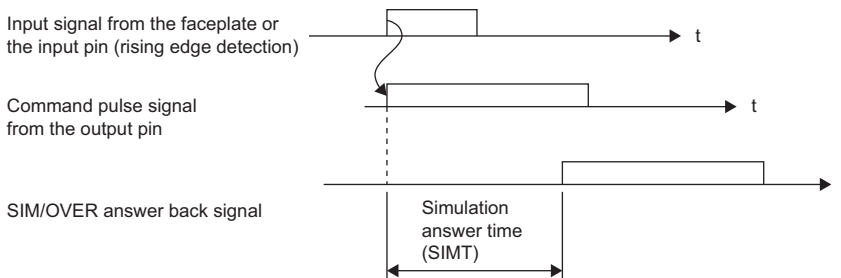 Input signal from the faceplate or
the input pin (rising edge detection)
t
Command pulse signal
from the output pin
t
SIM/OVER answer back signal
Simulation
answer time
(SIMT)